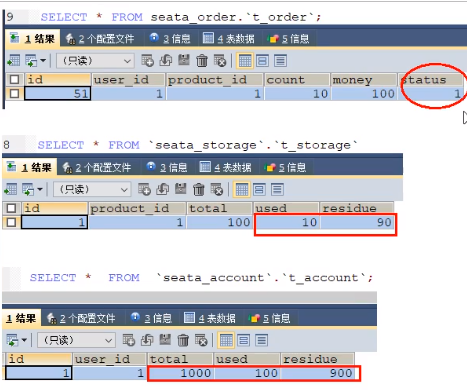 9 SELECT * FROM seata_order.`t_order`;
1 结果 2 个配置文件 3 信息 4 表数据 5 信息
(只读)
id user_id product_id count money status
51 1 1 10 100 1
8 SELECT * FROM `seata_storage`.`t_storage`
1 结果 2 个配置文件 3 信息 4 表数据 5 信息
(只读)
id product_id total used residue
1 1 100 10 90
SELECT * FROM `seata_account`.`t_account`;
1 结果 2 个配置文件 3 信息 4 表数据 5 信息
(只读)
id user_id total used residue
1 1 1000 100 900